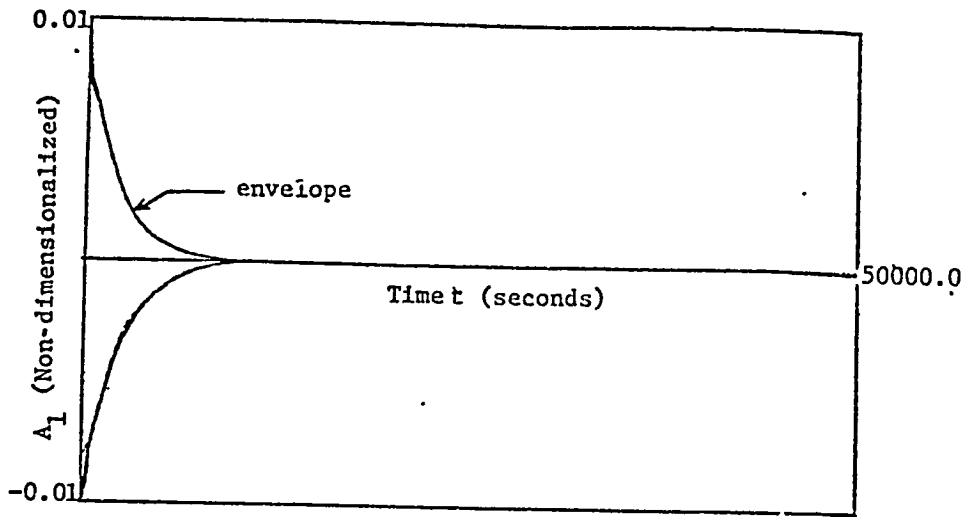 0.01
A1 (Non-dimensionalized)
envelope
Time t (seconds)
50000.0
-0.01